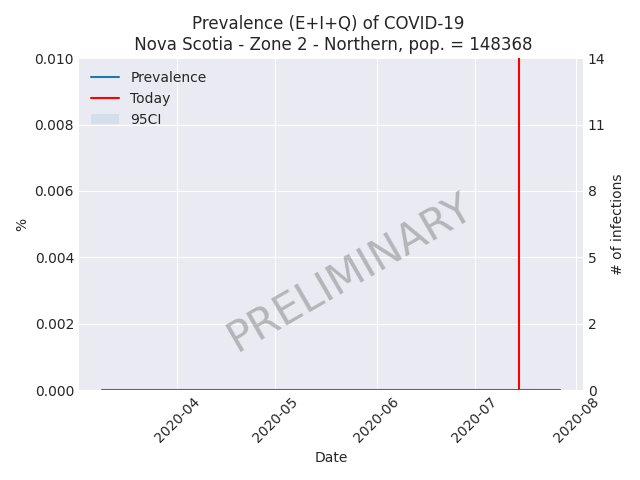 Prevalence (E+I+Q) of COVID-19
Nova Scotia - Zone 2 - Northern, pop. = 148368
Prevalence
Today
95CI
0.010
0.008
0.006
0.004
0.002
0.000
%
14
11
8
5
2
0
# of infections
PRELIMINARY
2020-04
2020-05
2020-06
2020-07
2020-08
Date